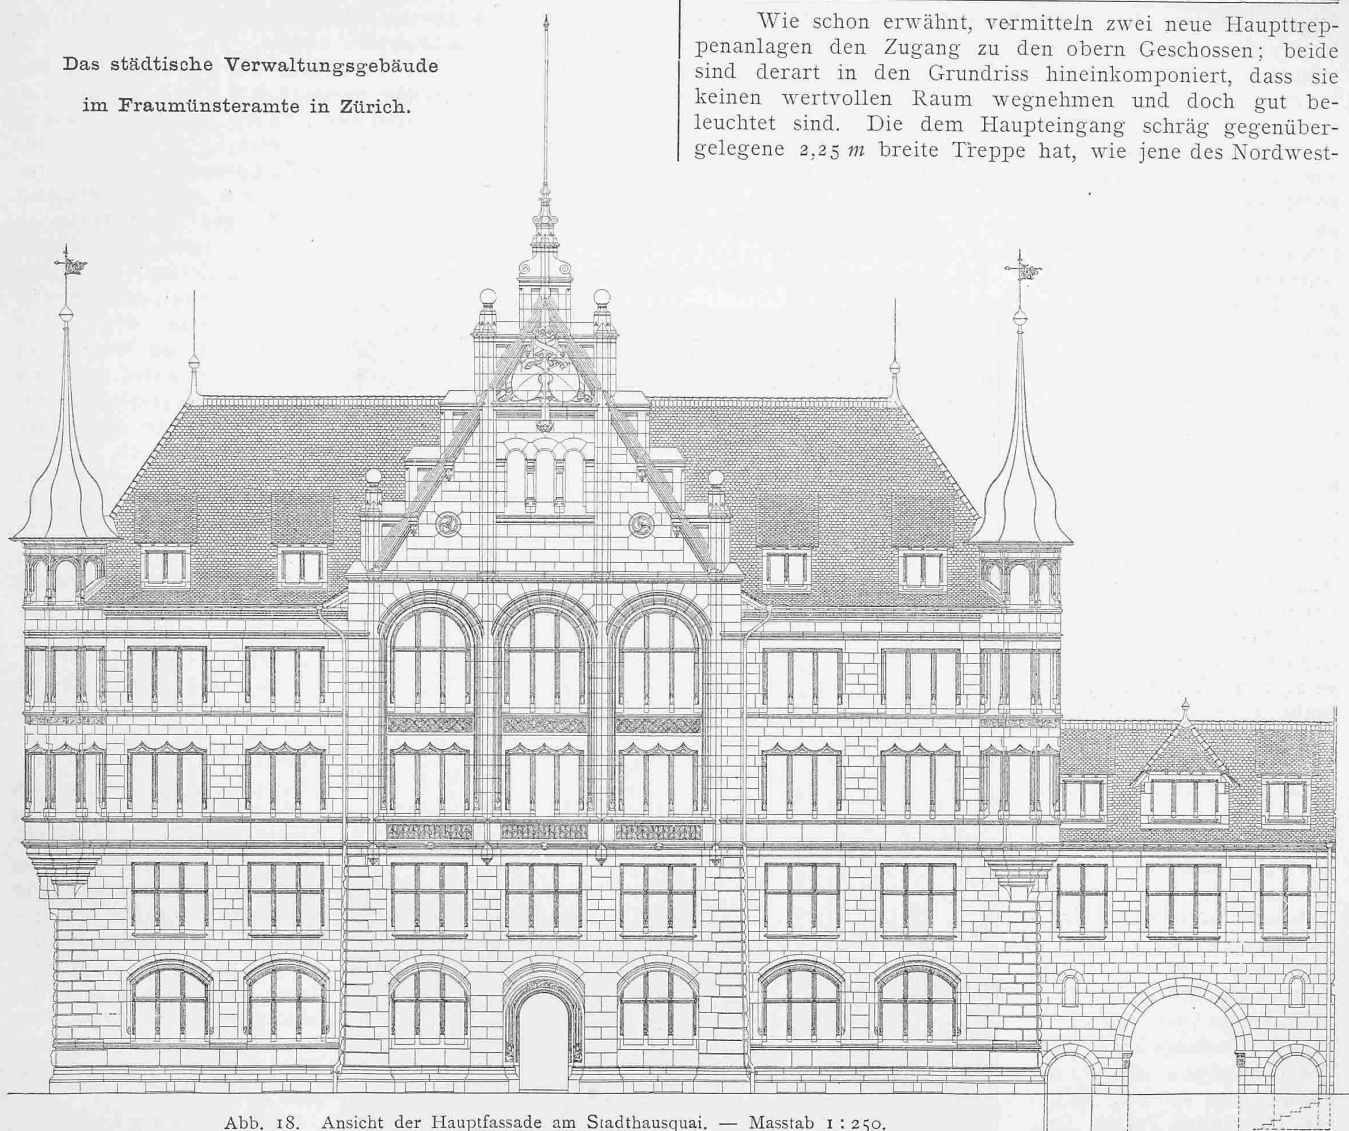 Das städtische Verwaltungsgebäude
im Fraumünsteramte in Zürich.
Wie schon erwähnt, vermitteln zwei neue Haupttrep-
penanlagen den Zugang zu den obern Geschossen; beide
sind derart in den Grundriss hineinkomponiert, dass sie
keinen wertvollen Raum wegnehmen und doch gut be-
leuchtet sind. Die dem Haupteingang schräg gegenüber-
gelegene 2,25 m breite Treppe hat, wie jene des Nordwest-
Abb. 18. Ansicht der Hauptfassade am Stadthausquai. — Masstab 1 : 250.